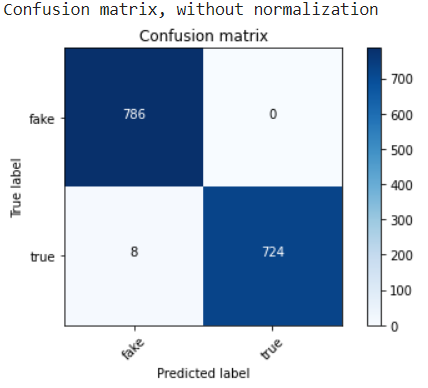 Confusion matrix, without normalization
Confusion matrix
True label
fake
786
0
true
8
724
fake
true
Predicted label
700
600
500
400
300
200
100
0